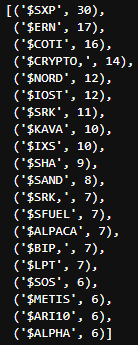 [('$SXP', 30),
('$ERN', 17),
('$COTI', 16),
('$CRYPTO,', 14),
('$NORD', 12),
('$IOST', 12),
('$SRK', 11),
('$KAVA', 10),
('$IXS', 10),
('$SHA', 9),
('$SAND', 8),
('$SRK,', 7),
('$SFUEL', 7),
('$ALPACA', 7),
('$BIP,', 7),
('$LPT', 7),
('$SOS', 6),
('$METIS', 6),
('$ARI10', 6),
('$ALPHA', 6)]